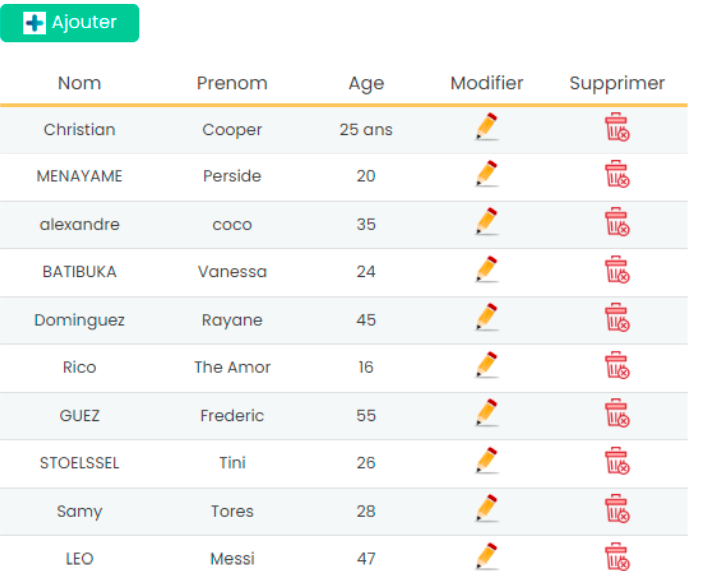 Ajouter
Nom Prenom Age Modifier Supprimer
Christian Cooper 25 ans
MENAYAME Perside 20
alexandre coco 35
BATIBUKA Vanessa 24
Dominguez Rayane 45
Rico The Amor 16
GUEZ Frederic 55
STOELSSEL Tini 26
Samy Tores 28
LEO Messi 47